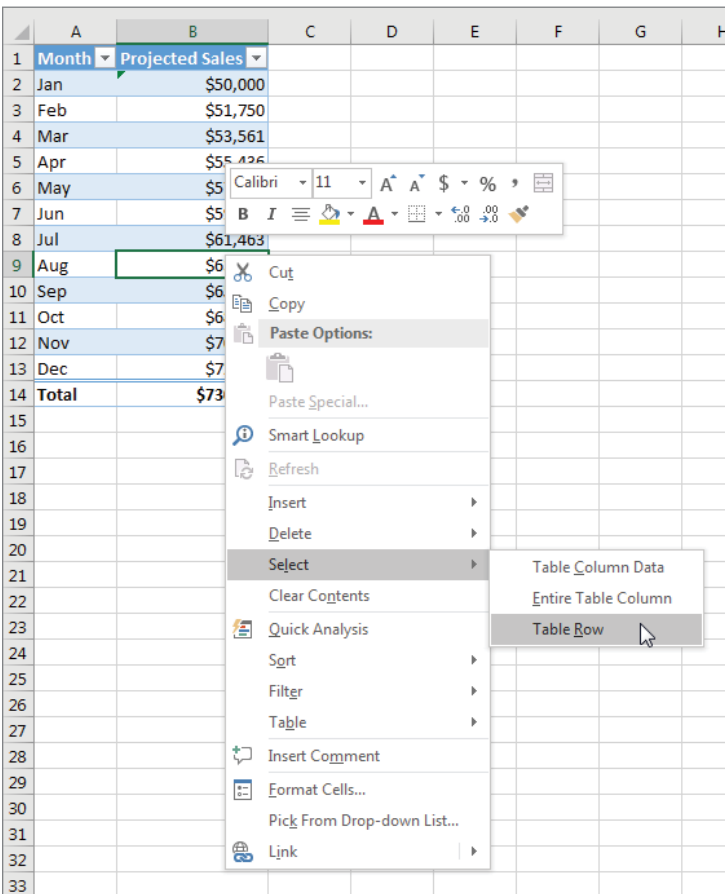 A B C D E F G
1 Month Projected Sales
2 Jan $50,000
3 Feb $51,750
4 Mar $53,561
5 Apr
6 May
7 Jun
8 Jul $61,463
9 Aug
10 Sep
11 Oct
12 Nov
13 Dec
14 Total
15
16
17
18
19
20
21
22
23
24
25
26
27
28
29
30
31
32
33
Calibri 11 A A $ % ,
B I A .00 .0 .00 .0
Cut
Copy
Paste Options:
Paste Special...
Smart Lookup
Refresh
Insert
Delete
Select
Clear Contents
Quick Analysis
Sort
Filter
Table
Insert Comment
Format Cells...
Pick From Drop-down List...
Link
Table Column Data
Entire Table Column
Table Row